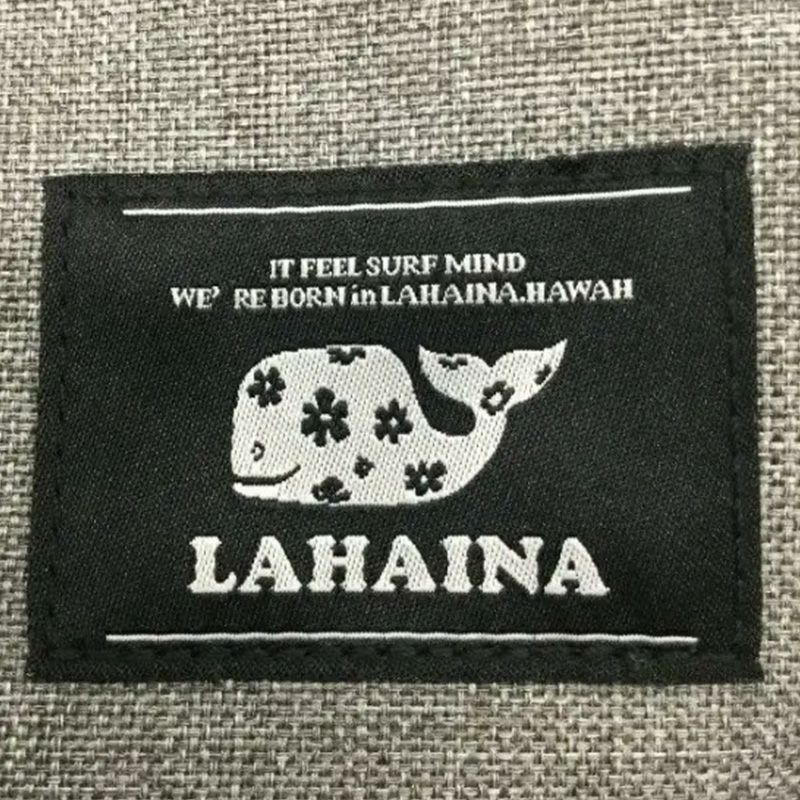 IT FEEL SURF MIND
WE' RE BORN in LAHAINA.HAWAH
LAHAINA